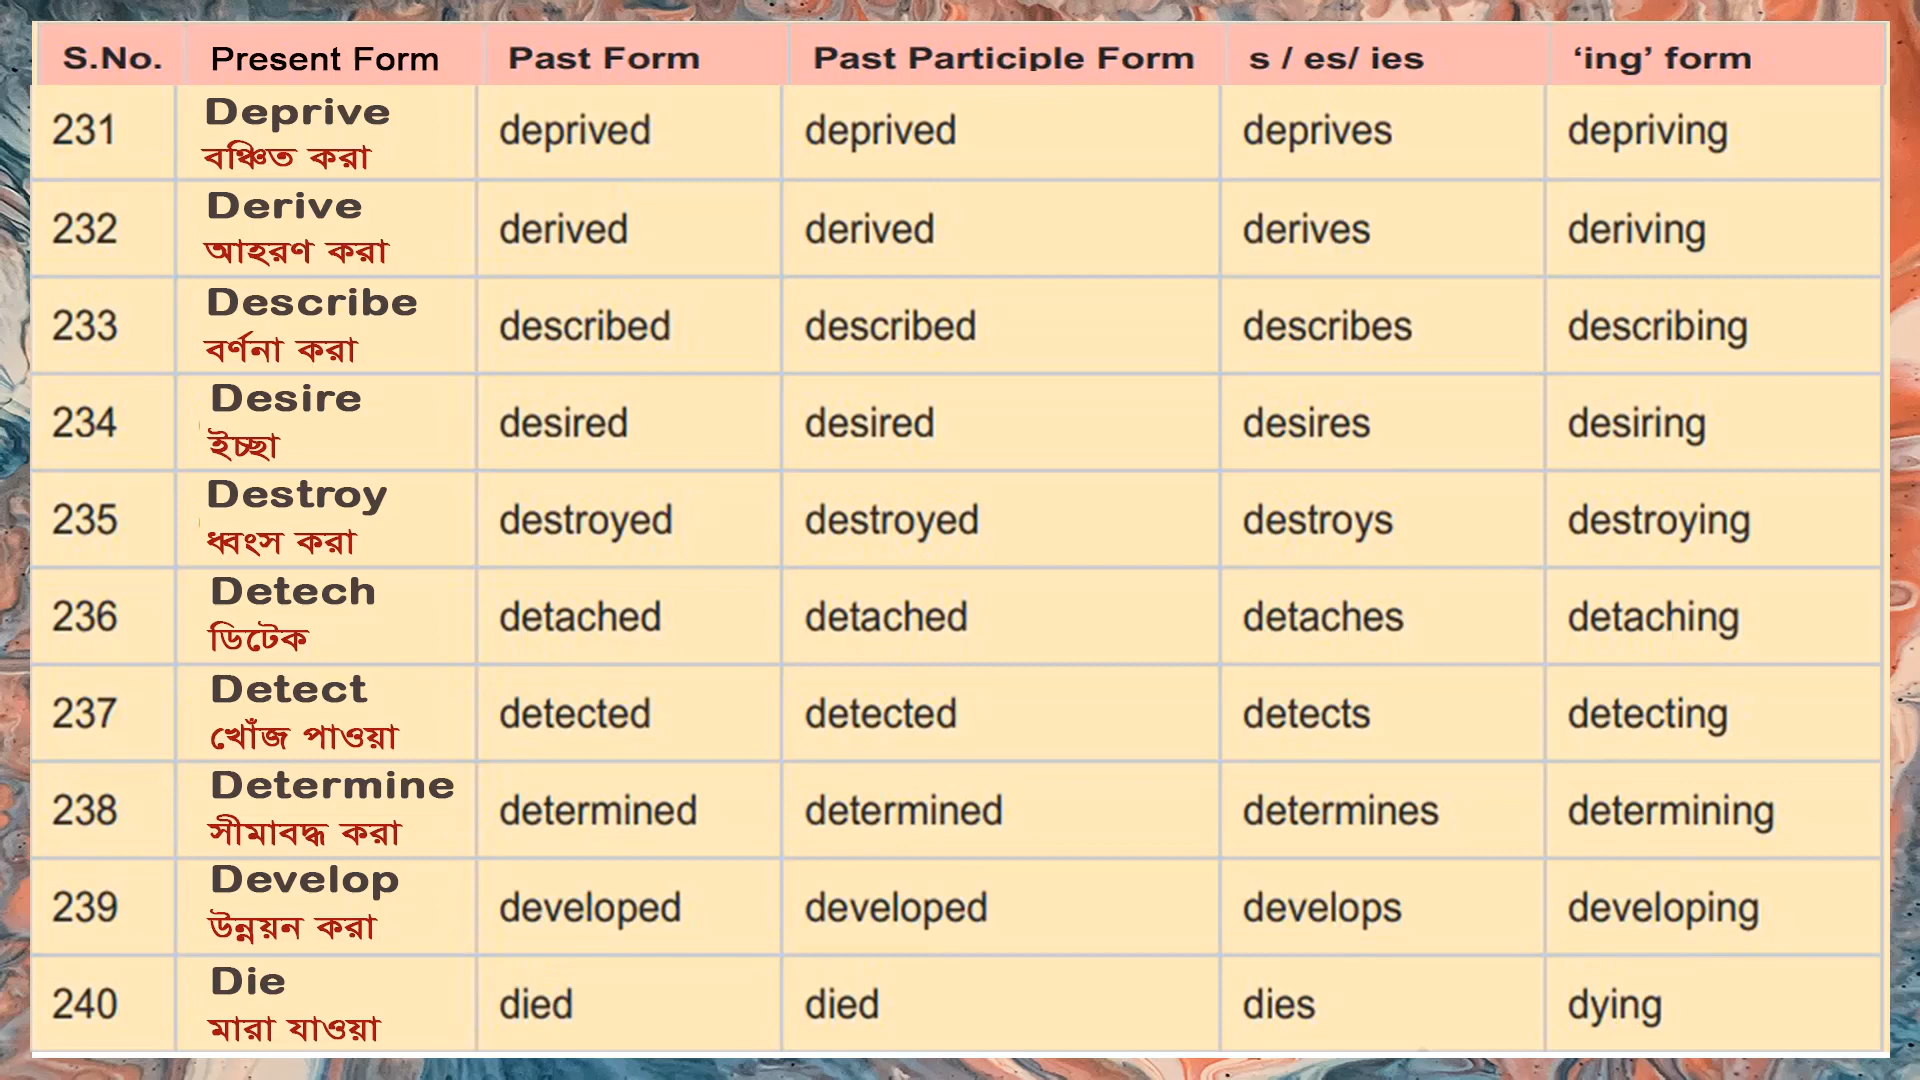 S.No. Present Form Past Form Past Participle Form s / es/ ies ‘ing’ form
231 Deprive deprived deprived deprives depriving
বঞ্চিত করা
232 Derive derived derived derives deriving
আহরণ করা
233 Describe described described describes describing
বর্ণনা করা
234 Desire desired desired desires desiring
ইচ্ছা
235 Destroy destroyed destroyed destroys destroying
ধ্বংস করা
236 Detech detached detached detaches detaching
ডিটেক
237 Detect detected detected detects detecting
খোঁজ পাওয়া
238 Determine determined determined determines determining
সীমাবদ্ধ করা
239 Develop developed developed develops developing
উন্নয়ন করা
240 Die died died dies dying
মারা যাওয়া